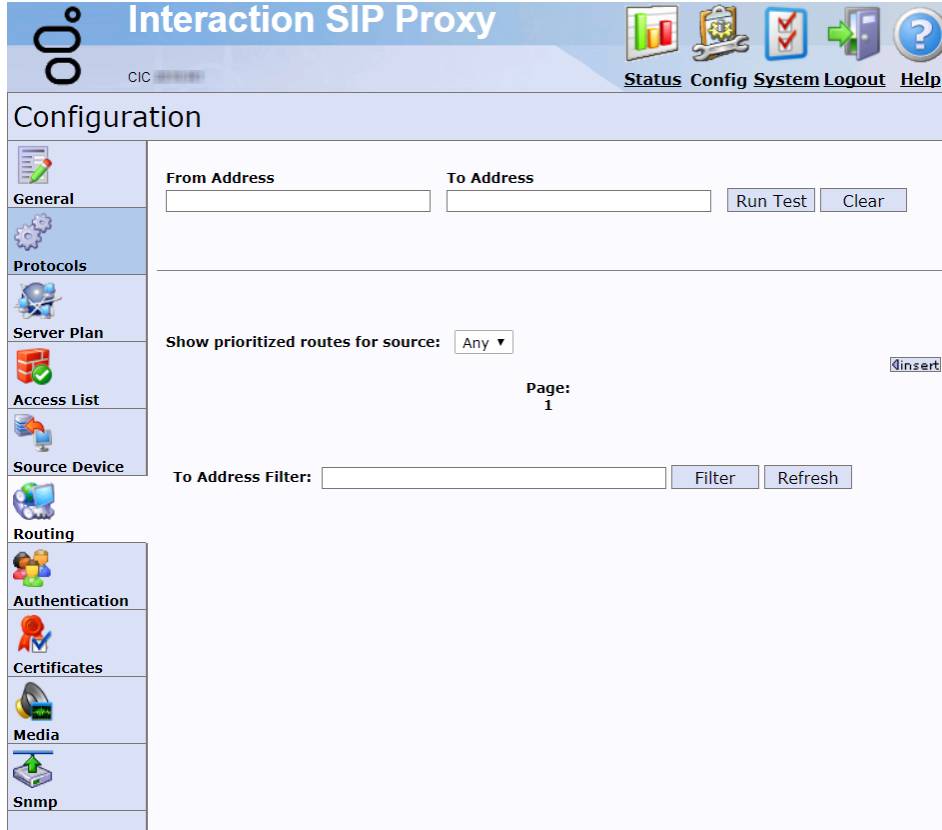 Interaction SIP Proxy
CIC
Status Config System Logout Help
Configuration
General
Protocols
Server Plan
Access List
Source Device
Routing
Authentication
Certificates
Media
Snmp
From Address To Address
Run Test Clear
Show prioritized routes for source: Any
insert
Page:
1
To Address Filter: Filter Refresh